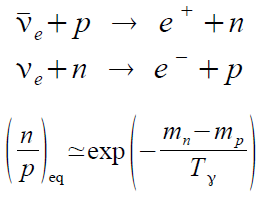 ν̄ₑ + p → e⁺ + n
νₑ + n → e⁻ + p
(n/p)_eq ≃ exp(−(mₙ−mₚ)/T_γ)